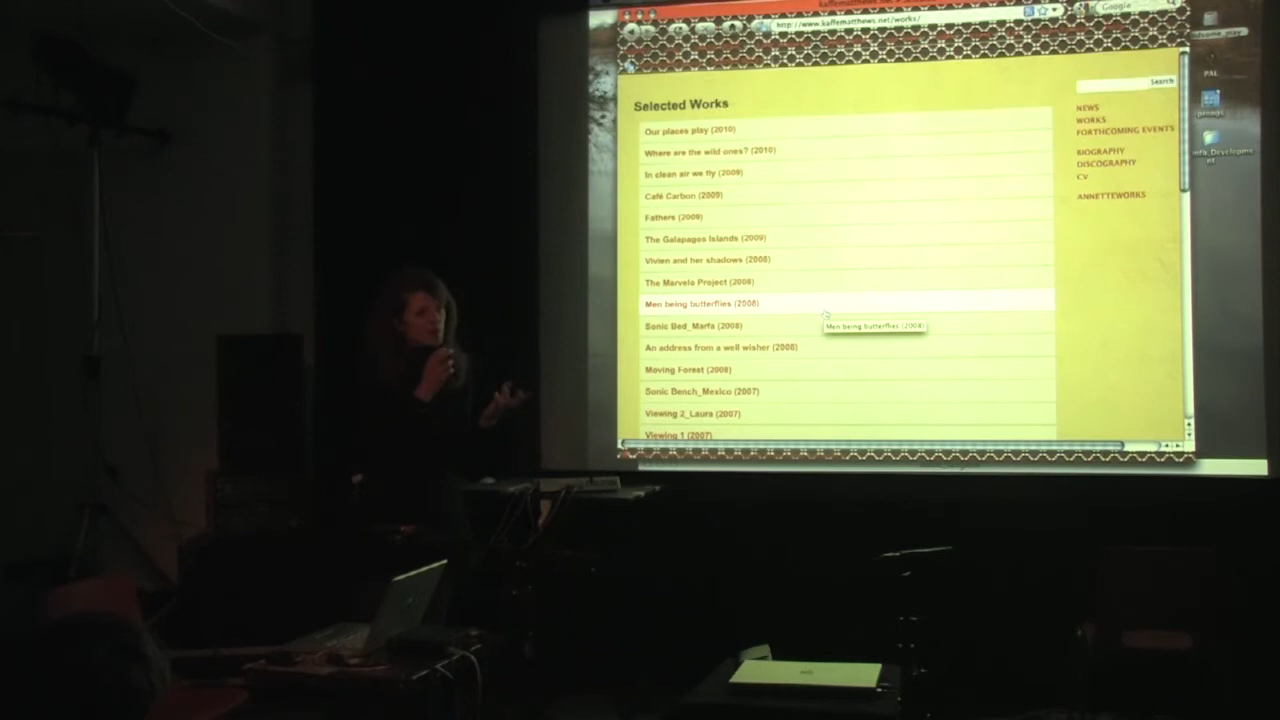 http://www.kaffematthews.net/works/
Google
Search
Selected Works
Our places play (2010)
Where are the wild ones? (2010)
In clean air we fly (2009)
Café Carbon (2009)
Fathers (2009)
The Galapagos Islands (2009)
Vivien and her shadows (2008)
The Marvelo Project (2008)
Men being butterflies (2008)
Men being butterflies (2008)
Sonic Bed_Marfa (2008)
An address from a well wisher (2008)
Moving Forest (2008)
Sonic Bench_Mexico (2007)
Viewing 2_Laura (2007)
Viewing 1 (2007)
NEWS
WORKS
FORTHCOMING EVENTS
BIOGRAPHY
DISCOGRAPHY
CV
ANNETTEWORKS
PAL